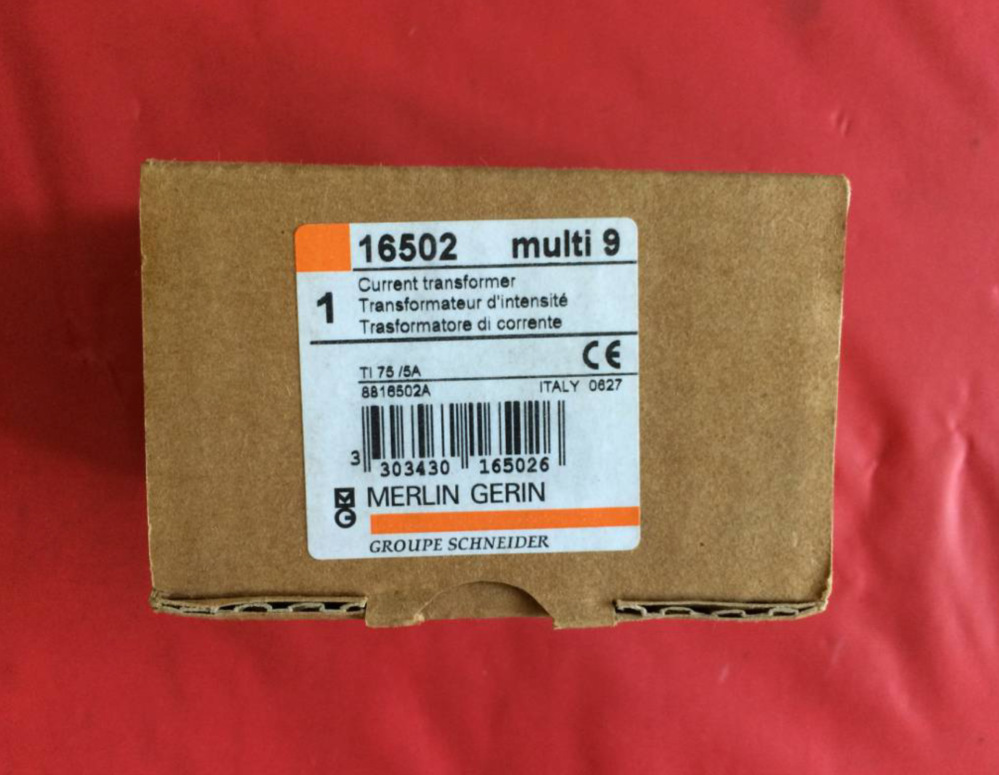 16502 multi 9
1
Current transformer
Transformateur d'intensité
Trasformatore di corrente
CE
TI 75 /5A
8816502A ITALY 0627
3 303430 165026
MG MERLIN GERIN
GROUPE SCHNEIDER